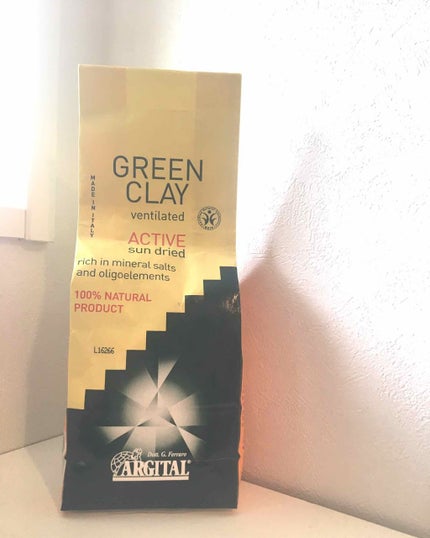 GREEN
CLAY
ventilated
MADE IN ITALY
ACTIVE
sun dried
rich in mineral salts
and oligoelements
100% NATURAL
PRODUCT
L16266
Dott. G. Ferraro
ARGITAL®